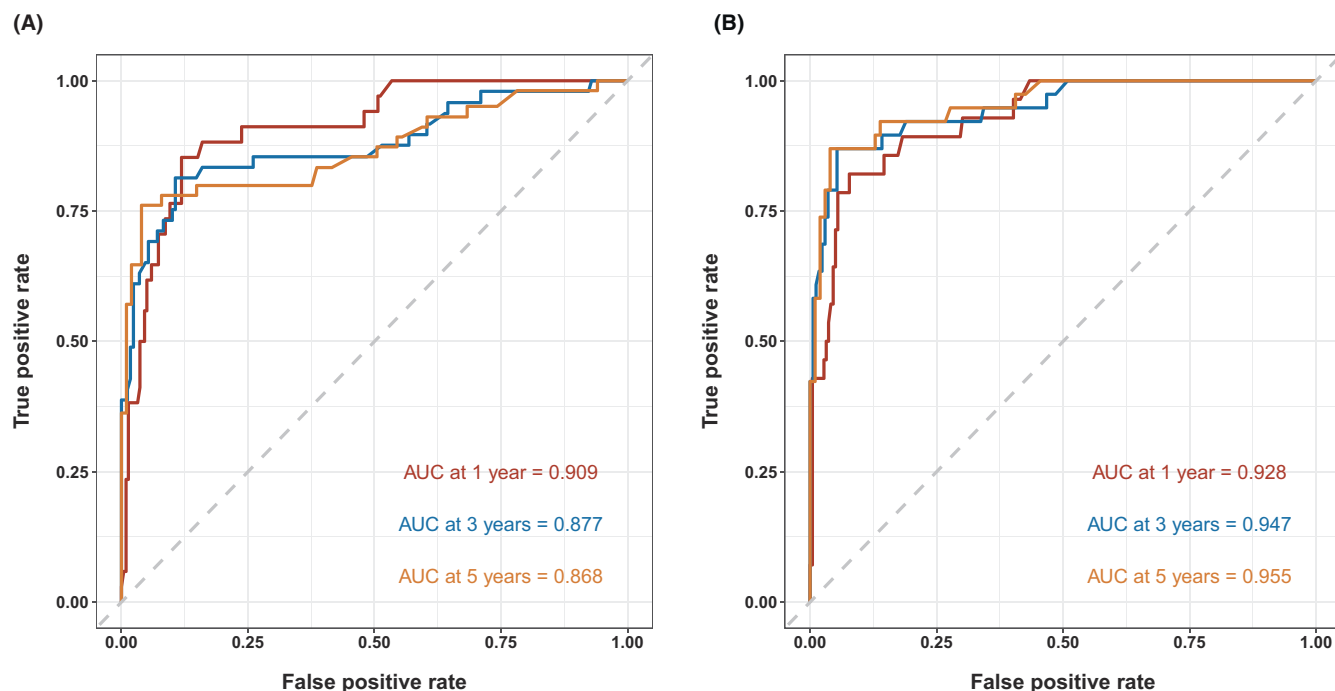 (A)
True positive rate
1.00
0.75
0.50
0.25
0.00
AUC at 1 year = 0.909
AUC at 3 years = 0.877
AUC at 5 years = 0.868
0.00 0.25 0.50 0.75 1.00
False positive rate
(B)
True positive rate
1.00
0.75
0.50
0.25
0.00
AUC at 1 year = 0.928
AUC at 3 years = 0.947
AUC at 5 years = 0.955
0.00 0.25 0.50 0.75 1.00
False positive rate